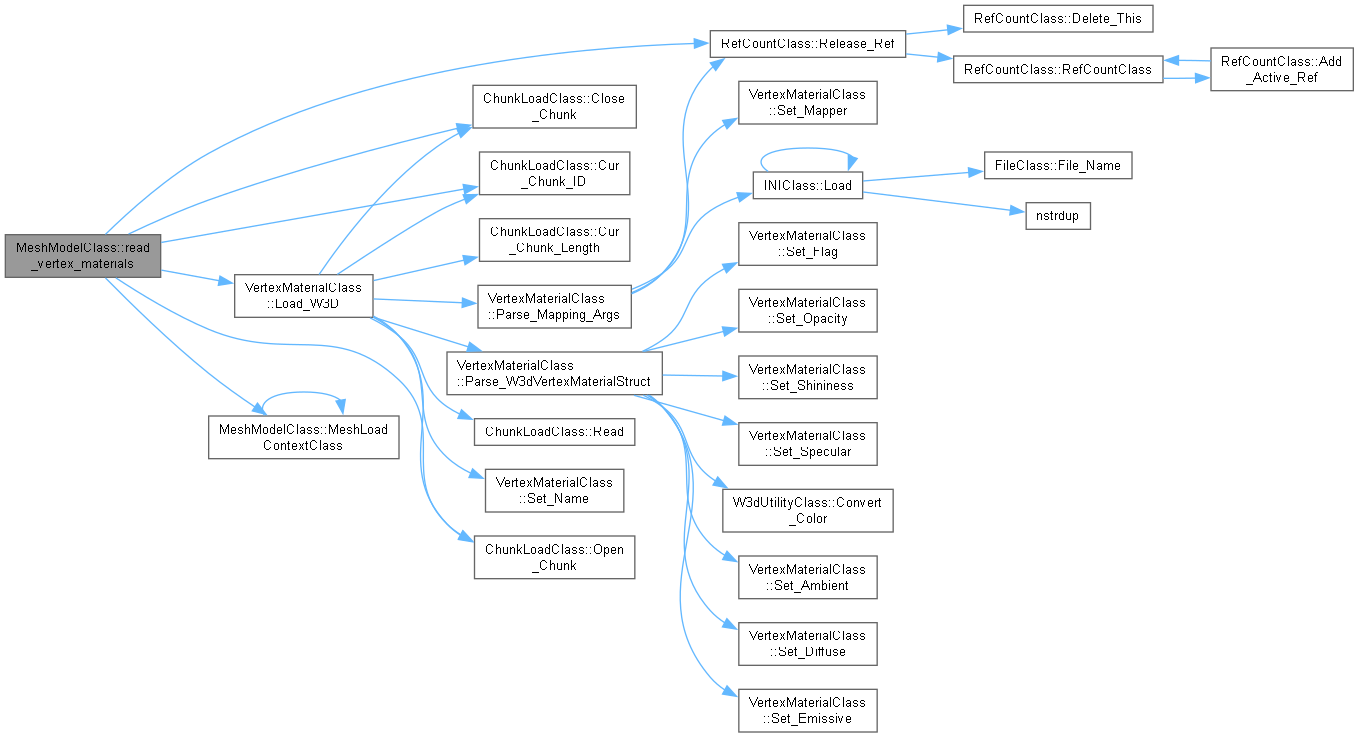 MeshModelClass::read
_vertex_materials
VertexMaterialClass
::Load_W3D
MeshModelClass::MeshLoad
ContextClass
ChunkLoadClass::Close
_Chunk
ChunkLoadClass::Cur
_Chunk_ID
ChunkLoadClass::Cur
_Chunk_Length
VertexMaterialClass
::Parse_Mapping_Args
VertexMaterialClass
::Parse_W3dVertexMaterialStruct
ChunkLoadClass::Read
VertexMaterialClass
::Set_Name
ChunkLoadClass::Open
_Chunk
RefCountClass::Release_Ref
VertexMaterialClass
::Set_Mapper
INIClass::Load
VertexMaterialClass
::Set_Flag
VertexMaterialClass
::Set_Opacity
VertexMaterialClass
::Set_Shininess
VertexMaterialClass
::Set_Specular
W3dUtilityClass::Convert
_Color
VertexMaterialClass
::Set_Ambient
VertexMaterialClass
::Set_Diffuse
VertexMaterialClass
::Set_Emissive
RefCountClass::Delete_This
RefCountClass::RefCountClass
RefCountClass::Add
_Active_Ref
FileClass::File_Name
nstrdup